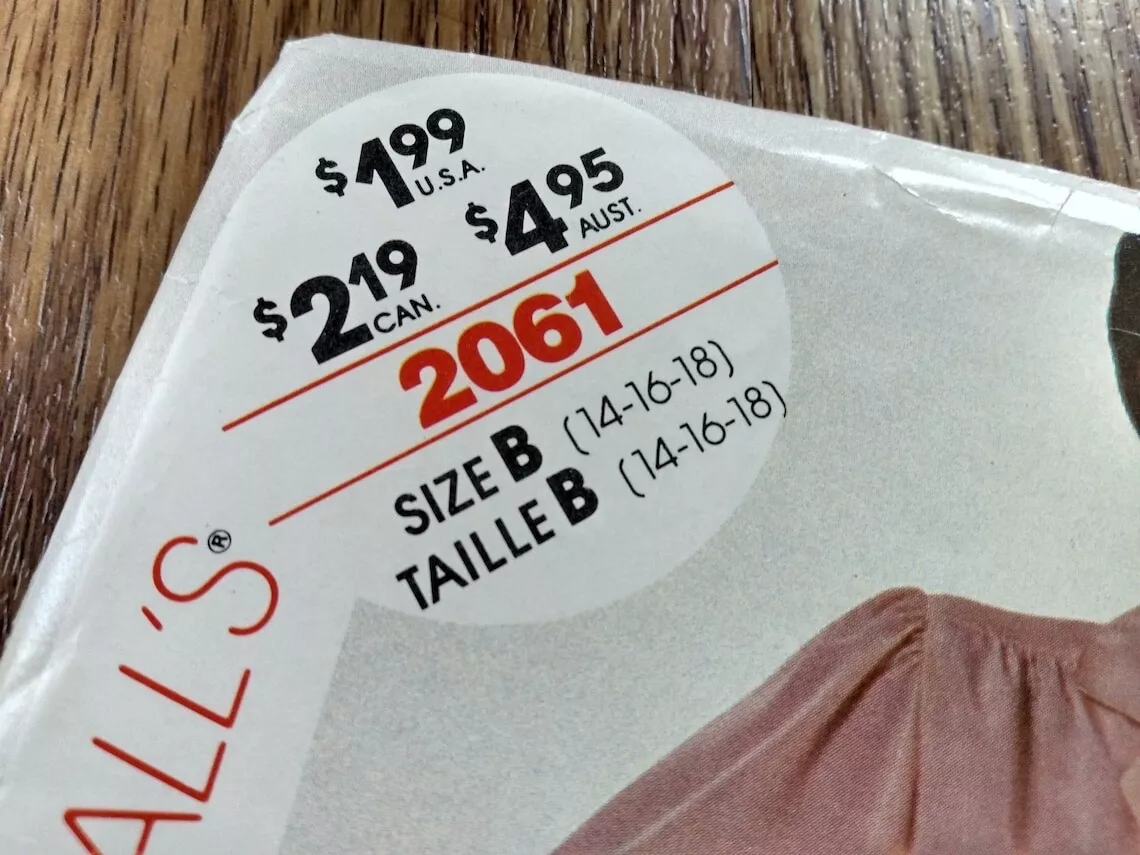 $1.99 U.S.A.
$4.95 AUST.
$2.19 CAN.
2061
SIZE B (14-16-18)
TAILLE B (14-16-18)
ALL'S®